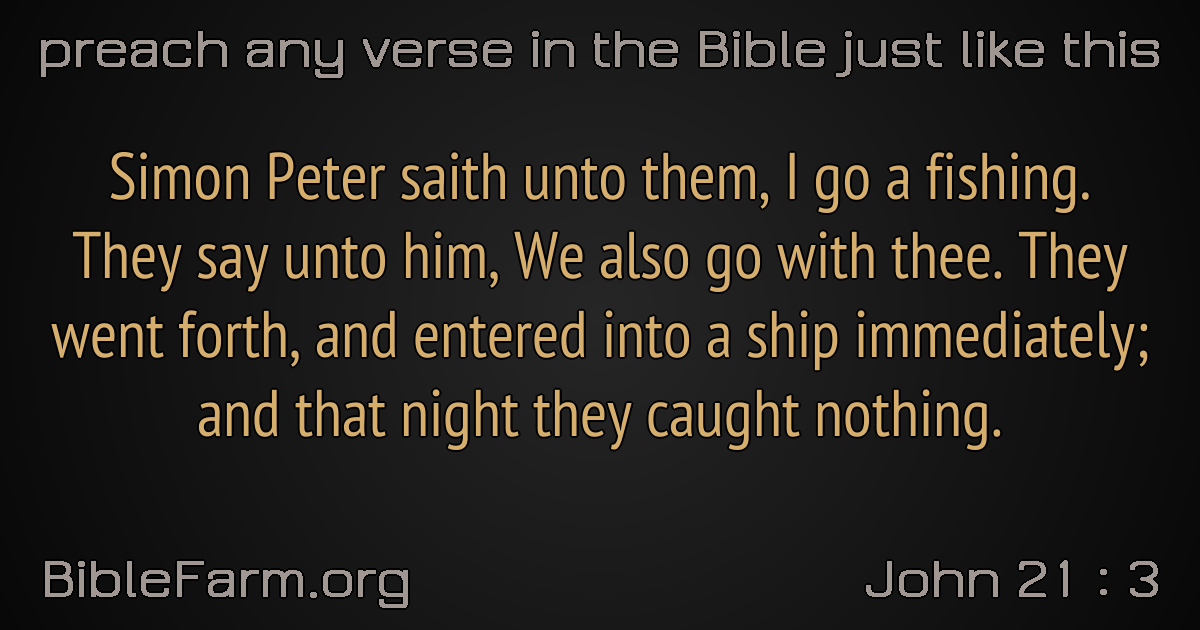 preach any verse in the Bible just like this
Simon Peter saith unto them, I go a fishing.
They say unto him, We also go with thee. They
went forth, and entered into a ship immediately;
and that night they caught nothing.
BibleFarm.org
John 21 : 3